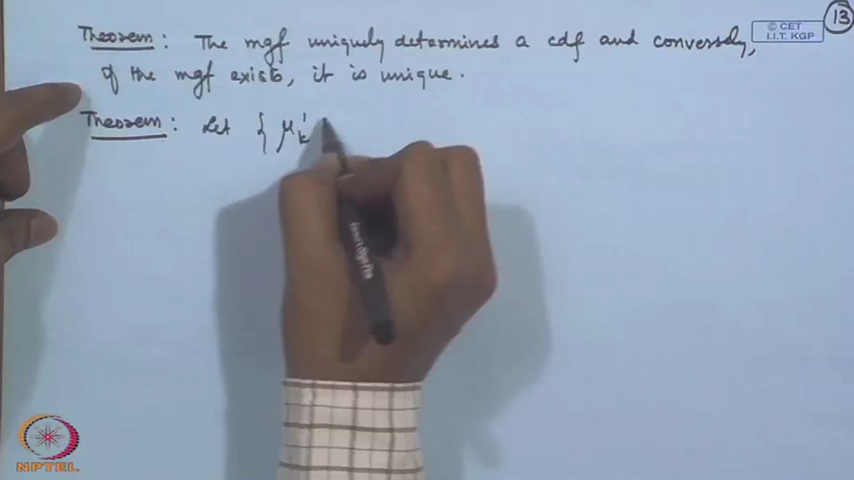 13
© CET
I.I.T. KGP
Theorem : The mgf uniquely determines a cdf and conversely,
if the mgf exists, it is unique.
Theorem : Let { μ'k
NPTEL